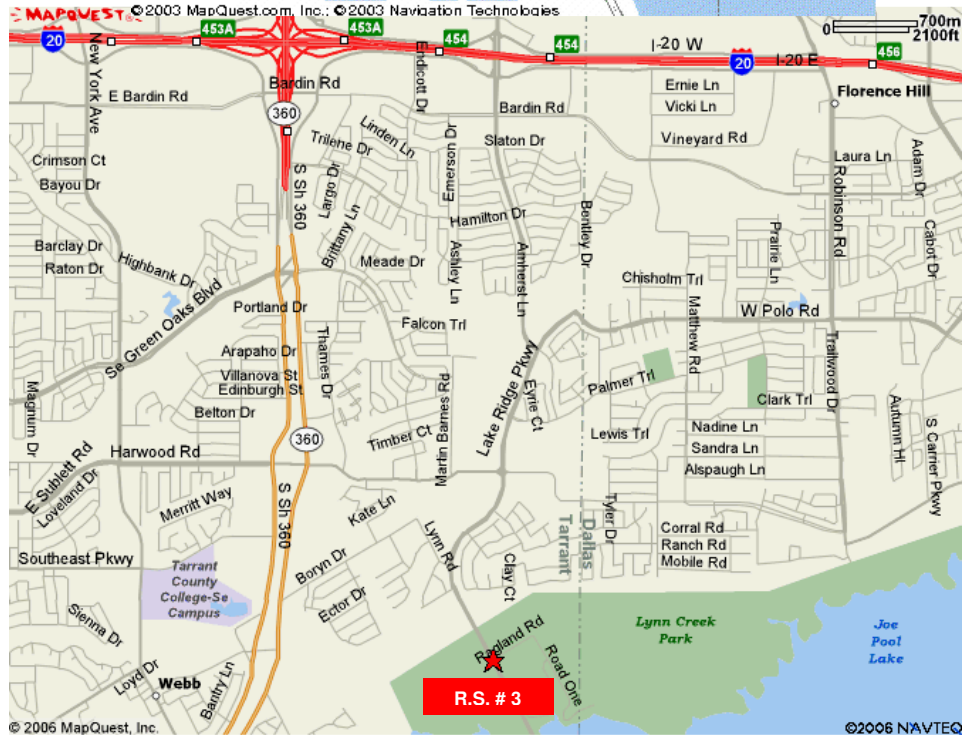 MAPQUEST® ©2003 MapQuest.com, Inc.; ©2003 Navigation Technologies
700m
2100ft
20
453A
453A
454
454
I-20 W
20
I-20 E
456
New York Ave
Endicott Dr
Bardin Rd
E Bardin Rd
360
Bardin Rd
Ernie Ln
Vicki Ln
Florence Hill
Linden Ln
Trilene Dr
Emerson Dr
Slaton Dr
Vineyard Rd
Crimson Ct
Bayou Dr
S Sh 360
Largo Dr
Laura Ln
Adam Dr
Robinson Rd
Brittany Ln
Hamilton Dr
Bentley Dr
Barclay Dr
Raton Dr
Highbank Dr
Meade Dr
Ashley Ln
Amherst Ln
Prairie Ln
Cabot Dr
Chisholm Trl
Se Green Oaks Blvd
Portland Dr
Falcon Trl
Matthew Rd
W Polo Rd
Thames Dr
Arapaho Dr
Villanova St
Edinburgh St
Lake Ridge Pkwy
Eyrie Ct
Palmer Trl
Trailwood Dr
Magnum Dr
Belton Dr
Martin Barnes Rd
Clark Trl
Autumn Hl
S Carrier Pkwy
Timber Ct
Lewis Trl
Nadine Ln
Sandra Ln
Alspaugh Ln
Harwood Rd
360
E Sublett Rd
Loveland Dr
Merritt Way
S Sh 360
Kate Ln
Lynn Rd
Tyler Dr
Corral Rd
Ranch Rd
Mobile Rd
Tarrant
Dallas
Southeast Pkwy
Tarrant
County
College-Se
Campus
Boryn Dr
Ector Dr
Clay Ct
Sienna Dr
Ragland Rd
Road One
Lynn Creek
Park
Joe
Pool
Lake
Loyd Dr
Webb
Bantry Ln
R.S. # 3
© 2006 MapQuest, Inc.
©2006 NAVTEQ